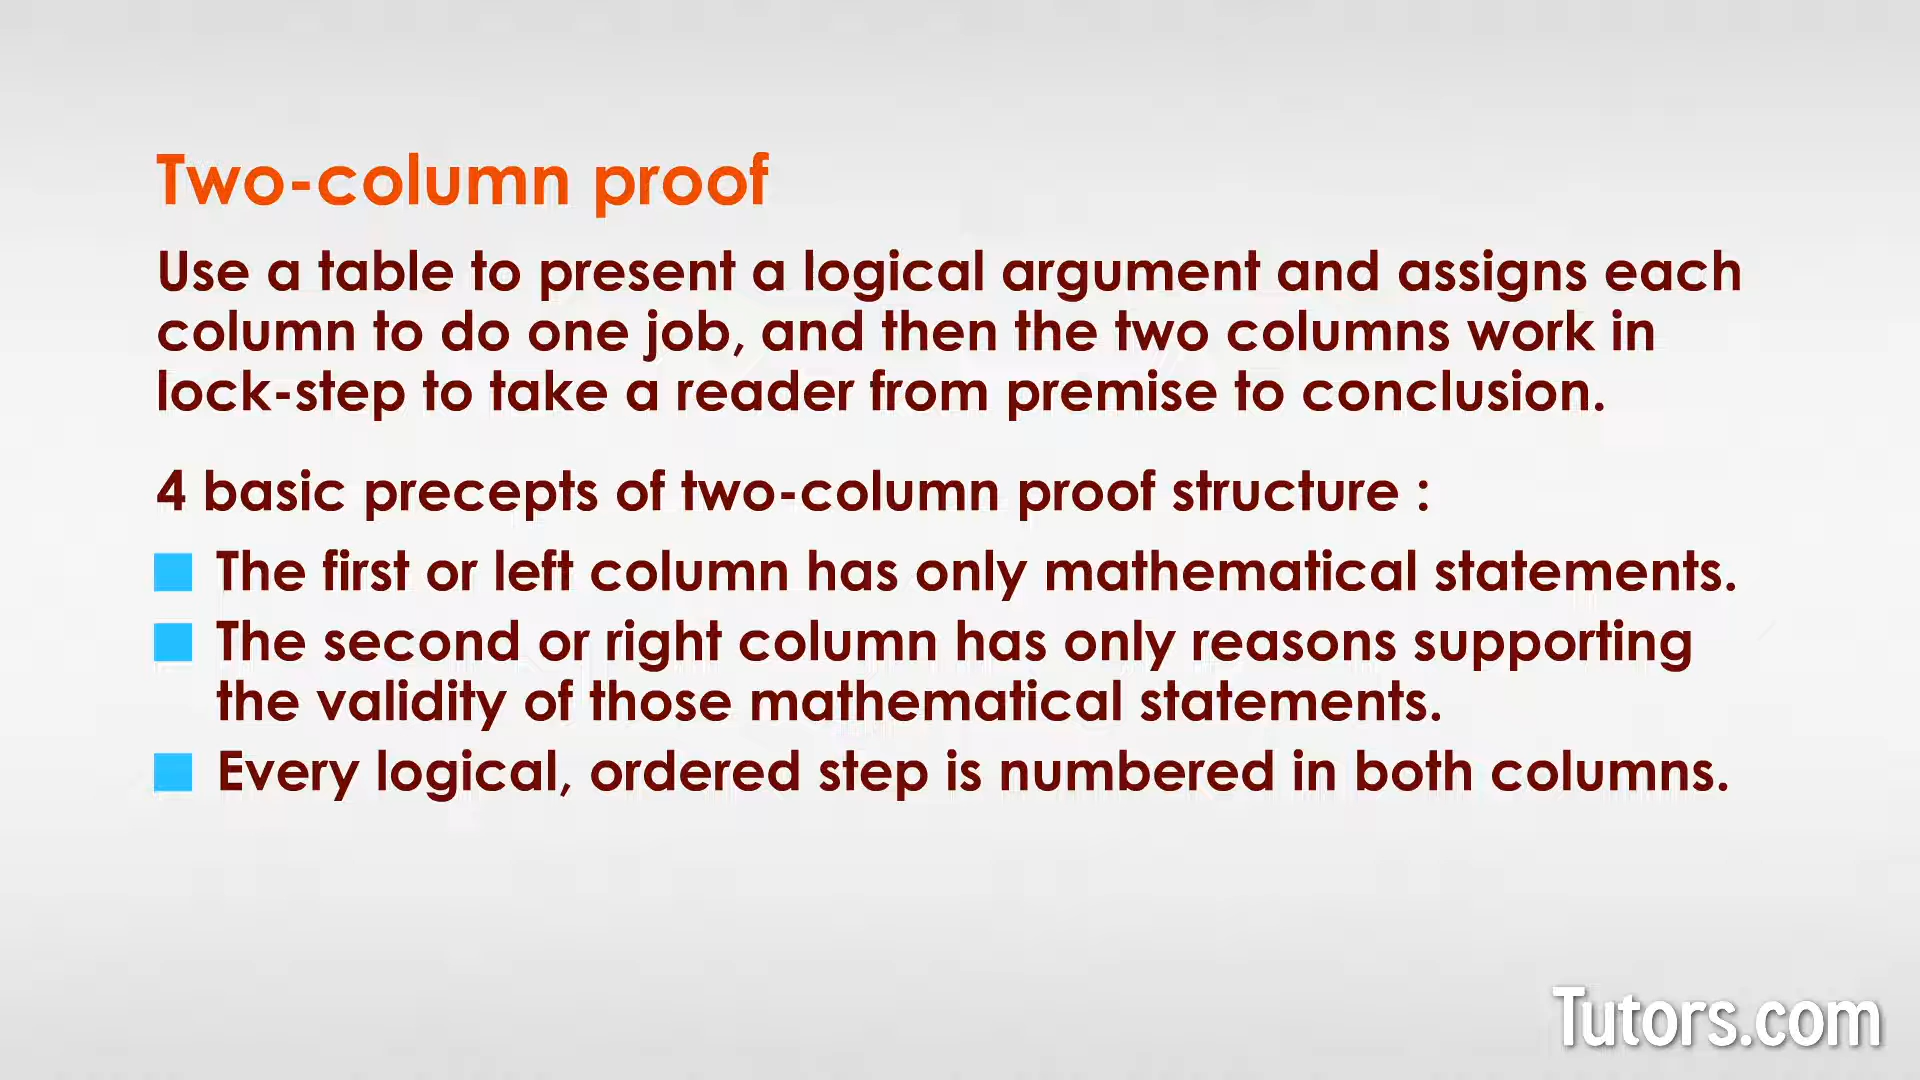 Two-column proof
Use a table to present a logical argument and assigns each
column to do one job, and then the two columns work in
lock-step to take a reader from premise to conclusion.
4 basic precepts of two-column proof structure :
The first or left column has only mathematical statements.
The second or right column has only reasons supporting
the validity of those mathematical statements.
Every logical, ordered step is numbered in both columns.
Tutors.com